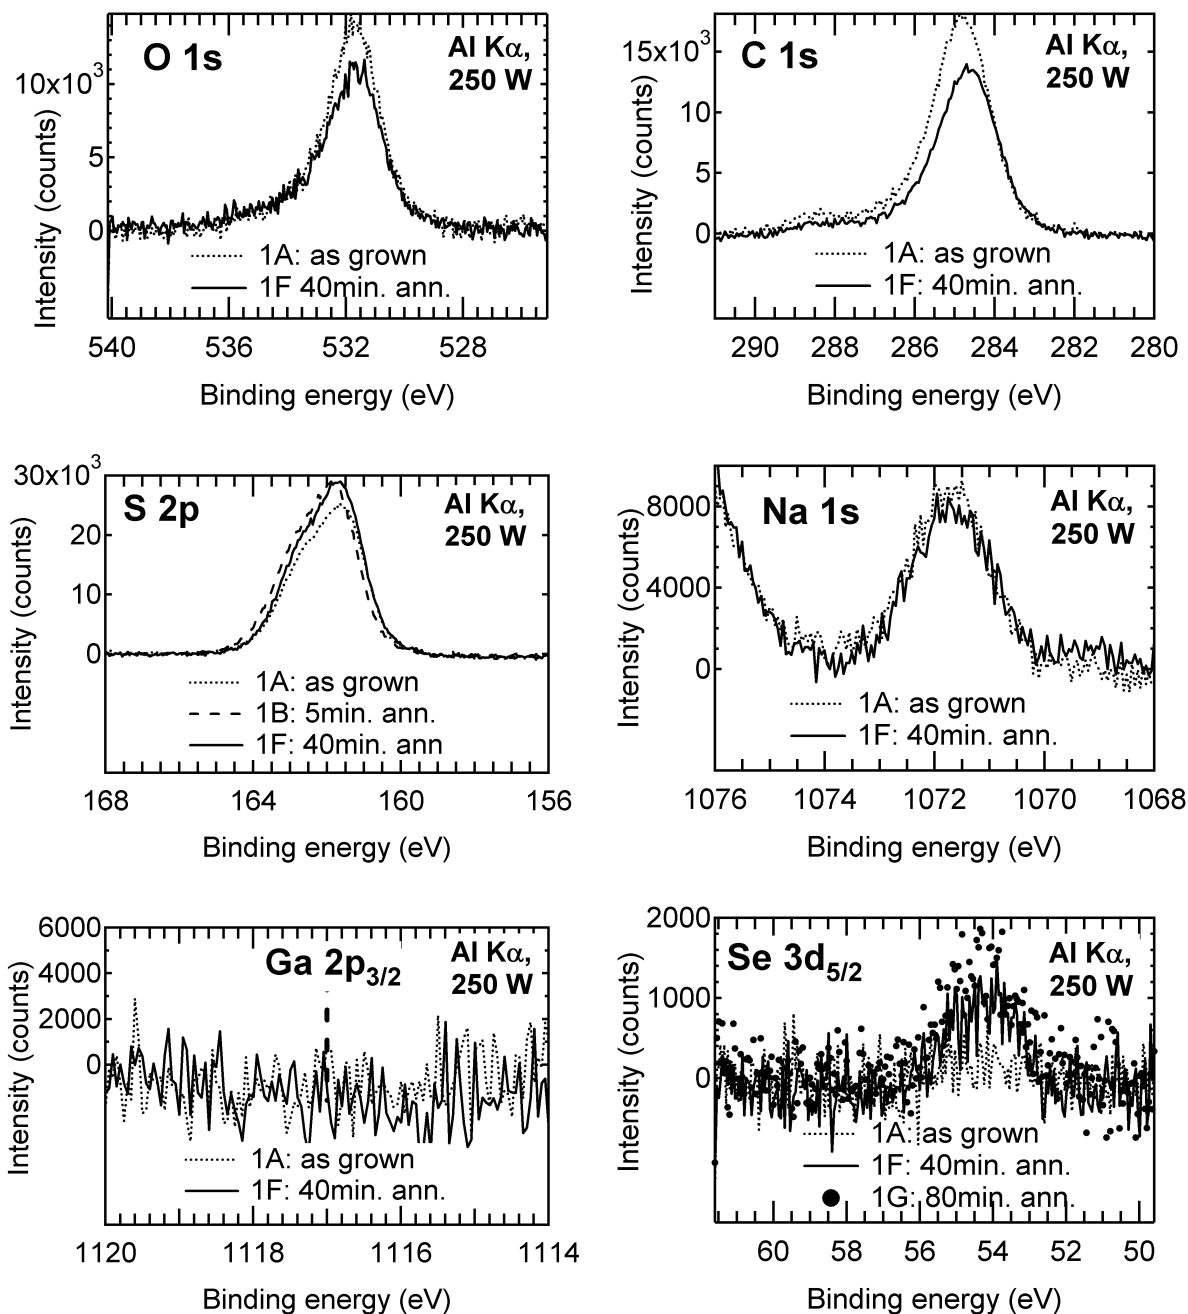 O 1s
Al Kα,
250 W
10x10³
5
0
Intensity (counts)
1A: as grown
1F 40min. ann.
540
536
532
528
Binding energy (eV)
C 1s
Al Kα,
250 W
15x10³
10
5
0
Intensity (counts)
1A: as grown
1F: 40min. ann.
290
288
286
284
282
280
Binding energy (eV)
S 2p
Al Kα,
250 W
30x10³
20
10
0
Intensity (counts)
1A: as grown
1B: 5min. ann.
1F: 40min. ann
168
164
160
156
Binding energy (eV)
Na 1s
Al Kα,
250 W
8000
4000
0
Intensity (counts)
1A: as grown
1F: 40min. ann.
1076
1074
1072
1070
1068
Binding energy (eV)
Ga 2p3/2
Al Kα,
250 W
6000
4000
2000
0
Intensity (counts)
1A: as grown
1F: 40min. ann.
1120
1118
1116
1114
Binding energy (eV)
Se 3d5/2
Al Kα,
250 W
2000
1000
0
Intensity (counts)
1A: as grown
1F: 40min. ann.
1G: 80min. ann.
60
58
56
54
52
50
Binding energy (eV)